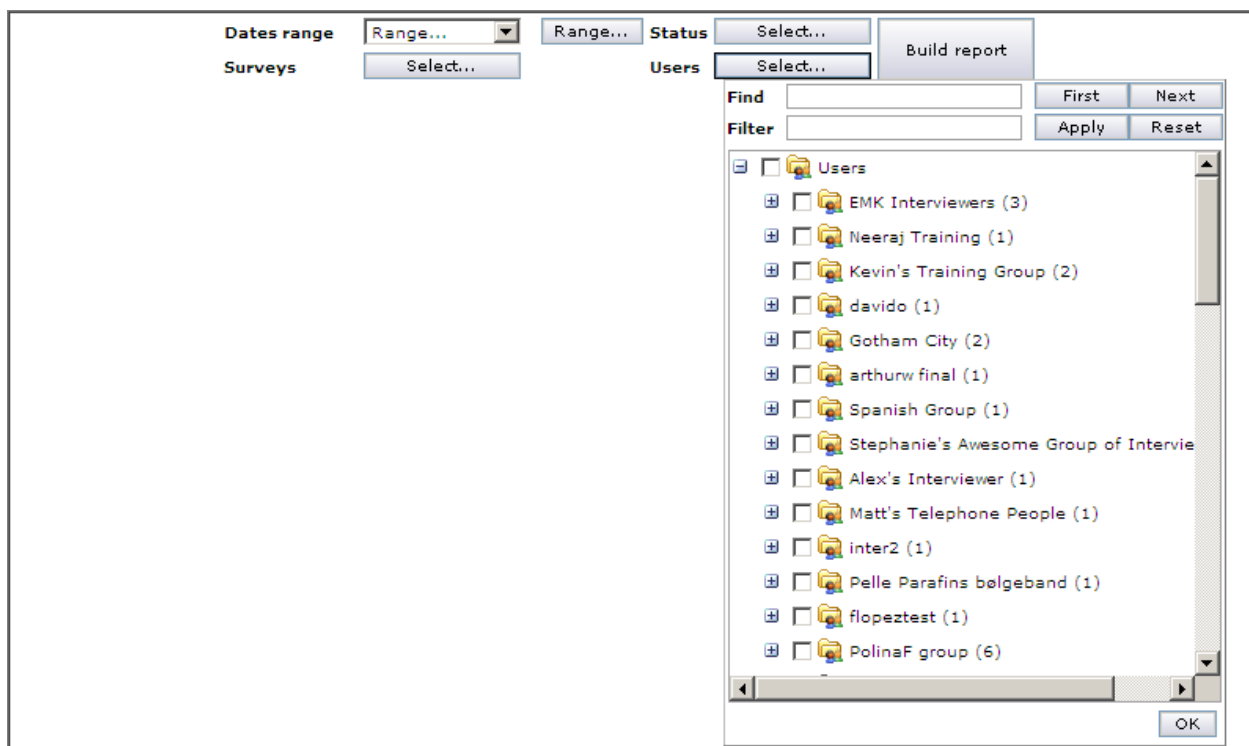 Dates range Range... Range... Status Select... Build report
Surveys Select... Users Select...
Find First Next
Filter Apply Reset
Users
EMK Interviewers (3)
Neeraj Training (1)
Kevin's Training Group (2)
davido (1)
Gotham City (2)
arthurw final (1)
Spanish Group (1)
Stephanie's Awesome Group of Intervie
Alex's Interviewer (1)
Matt's Telephone People (1)
inter2 (1)
Pelle Parafins bølgeband (1)
flopeztest (1)
PolinaF group (6)
OK